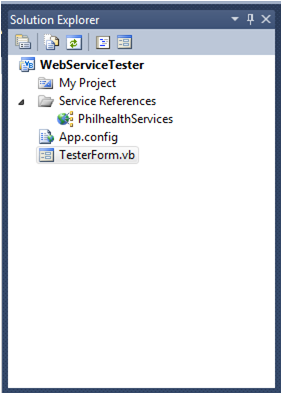 Solution Explorer
WebServiceTester
My Project
Service References
PhilhealthServices
App.config
TesterForm.vb